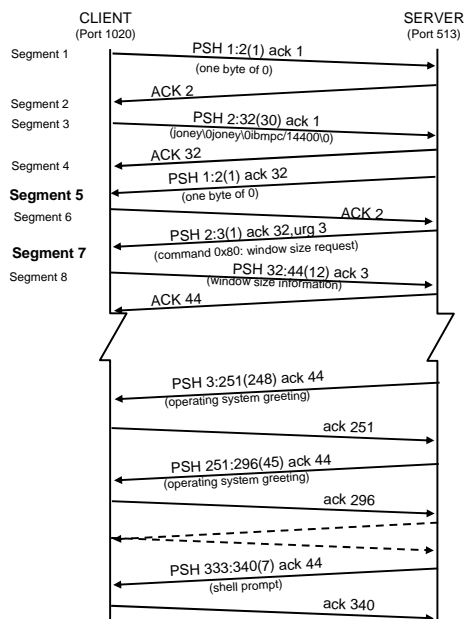 CLIENT
(Port 1020)
SERVER
(Port 513)
Segment 1
PSH 1:2(1) ack 1
(one byte of 0)
ACK 2
Segment 2
Segment 3
PSH 2:32(30) ack 1
(joney\0joney\0ibmpc/14400\0)
ACK 32
Segment 4
PSH 1:2(1) ack 32
Segment 5
(one byte of 0)
Segment 6
ACK 2
PSH 2:3(1) ack 32,urg 3
Segment 7
(command 0x80: window size request)
Segment 8
PSH 32:44(12) ack 3
(window size information)
ACK 44
PSH 3:251(248) ack 44
(operating system greeting)
ack 251
PSH 251:296(45) ack 44
(operating system greeting)
ack 296
PSH 333:340(7) ack 44
(shell prompt)
ack 340